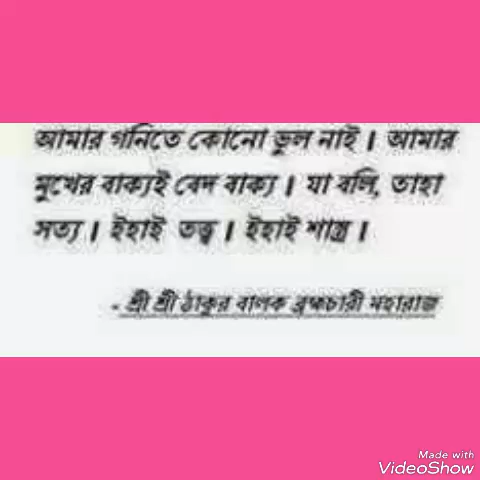 আমার গনিতে কোনো ভুল নাই। আমার
মুখের বাক্যই বেদ বাক্য। যা বলি, তাহা
সত্য। ইহাই তত্ত্ব। ইহাই শাস্ত্র।
- শ্রী শ্রী ঠাকুর বালক ব্রহ্মচারী মহারাজ
Made with
VideoShow